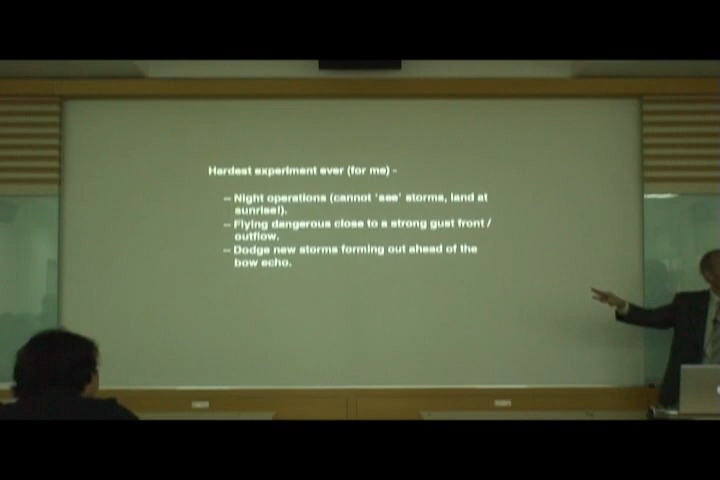 Hardest experiment ever (for me) -
– Night operations (cannot 'see' storms, land at
sunrise!).
– Flying dangerous close to a strong gust front /
outflow.
– Dodge new storms forming out ahead of the
bow echo.